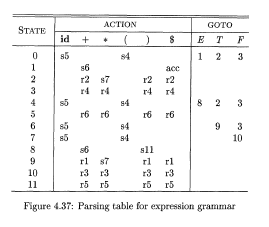 STATE ACTION GOTO
id + * ( ) $ E T F
0 s5 s4 1 2 3
1 s6 acc
2 r2 s7 r2 r2
3 r4 r4 r4 r4
4 s5 s4 8 2 3
5 r6 r6 r6 r6
6 s5 s4 9 3
7 s5 s4 10
8 s6 s11
9 r1 s7 r1 r1
10 r3 r3 r3 r3
11 r5 r5 r5 r5
Figure 4.37: Parsing table for expression grammar